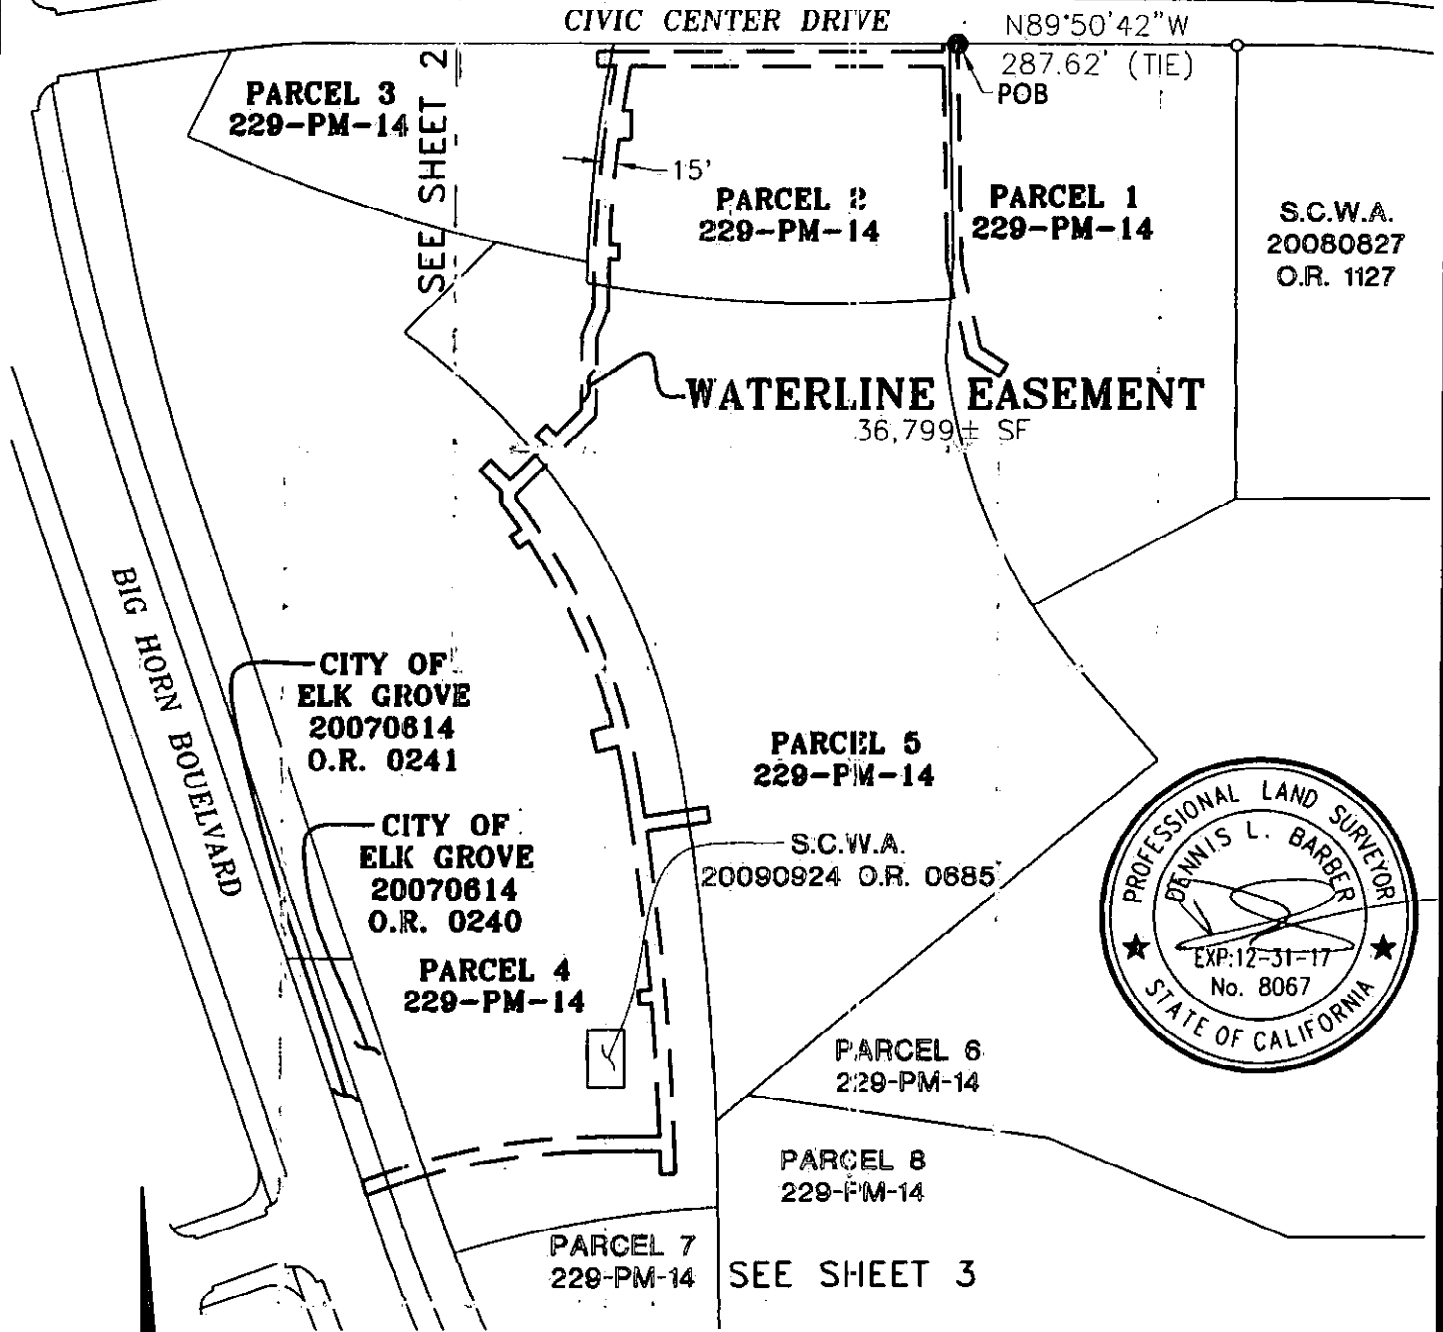 CIVIC CENTER DRIVE
N89°50'42"W
287.62' (TIE)
POB
SEE SHEET 2
PARCEL 3
229-PM-14
15'
PARCEL 2
229-PM-14
PARCEL 1
229-PM-14
S.C.W.A.
20080827
O.R. 1127
WATERLINE EASEMENT
36,799± SF
BIG HORN BOUELVARD
CITY OF
ELK GROVE
20070614
O.R. 0241
PARCEL 5
229-PM-14
CITY OF
ELK GROVE
20070614
O.R. 0240
S.C.W.A.
20090924 O.R. 0685
PARCEL 4
229-PM-14
PROFESSIONAL LAND SURVEYOR
DENNIS L. BARBER
EXP:12-31-17
No. 8067
STATE OF CALIFORNIA
PARCEL 6
229-PM-14
PARCEL 8
229-PM-14
PARCEL 7
229-PM-14
SEE SHEET 3